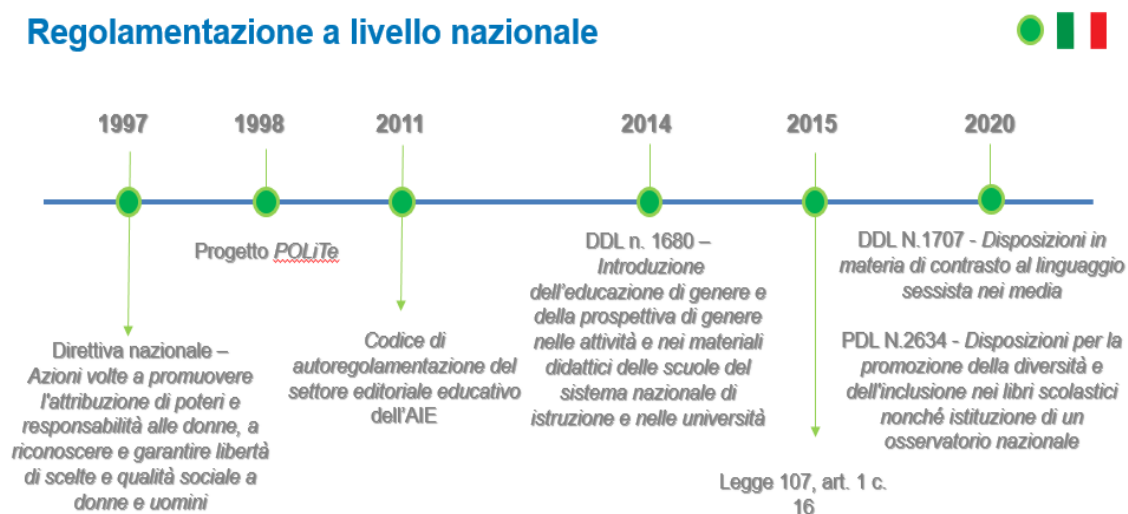 Regolamentazione a livello nazionale
1997
1998
2011
2014
2015
2020
Direttiva nazionale –
Azioni volte a promuovere
l'attribuzione di poteri e
responsabilità alle donne, a
riconoscere e garantire libertà
di scelte e qualità sociale a
donne e uomini
Progetto POLiTe
Codice di
autoregolamentazione del
settore editoriale educativo
dell'AIE
DDL n. 1680 –
Introduzione
dell'educazione di genere e
della prospettiva di genere
nelle attività e nei materiali
didattici delle scuole del
sistema nazionale di
istruzione e nelle università
Legge 107, art. 1 c.
16
DDL N.1707 - Disposizioni in
materia di contrasto al linguaggio
sessista nei media
PDL N.2634 - Disposizioni per la
promozione della diversità e
dell'inclusione nei libri scolastici
nonché istituzione di un
osservatorio nazionale